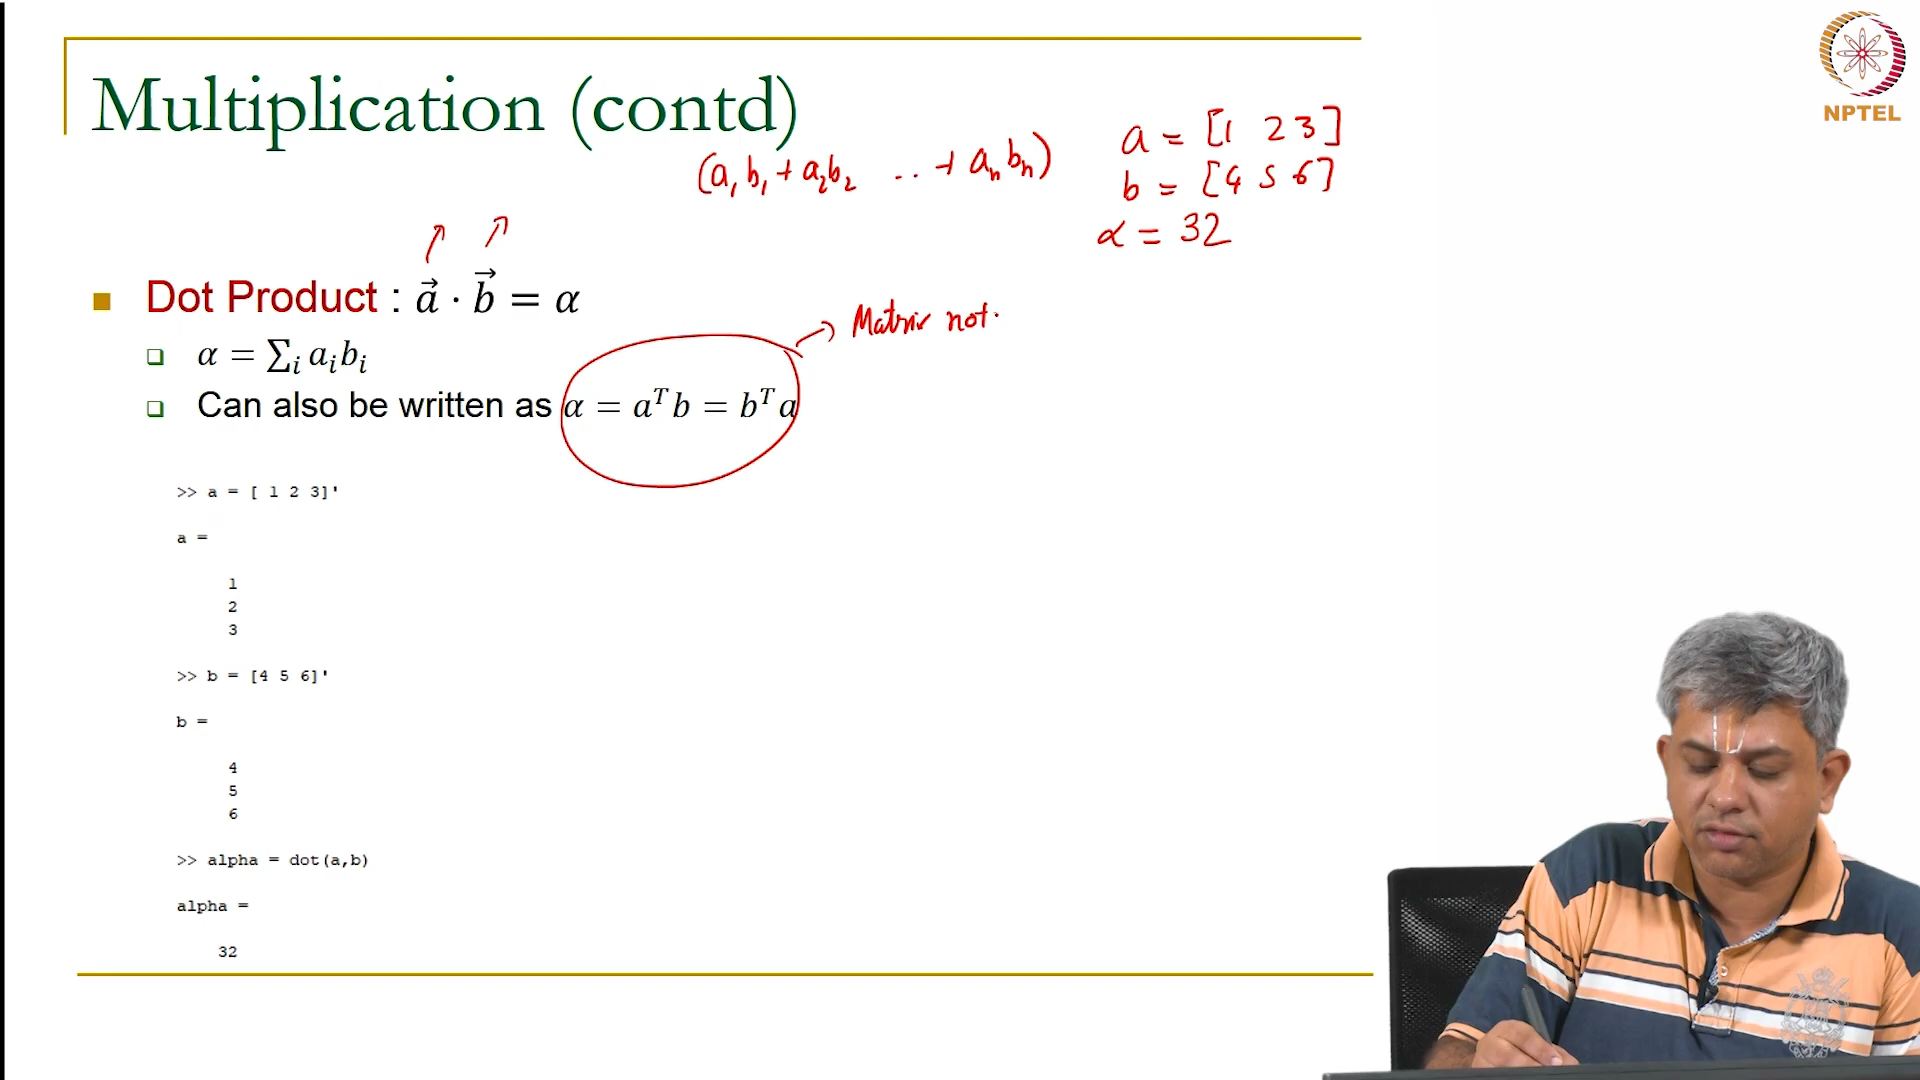 NPTEL
Multiplication (contd)
(a₁b₁ + a₂b₂ .. + aₙbₙ)
a = [1 2 3]
b = [4 5 6]
α = 32
Dot Product : a⃗ · b⃗ = α
Matrix not.
α = ∑ᵢ aᵢbᵢ
Can also be written as α = aᵀb = bᵀa
>> a = [ 1 2 3]'
a =
1
2
3
>> b = [4 5 6]'
b =
4
5
6
>> alpha = dot(a,b)
alpha =
32